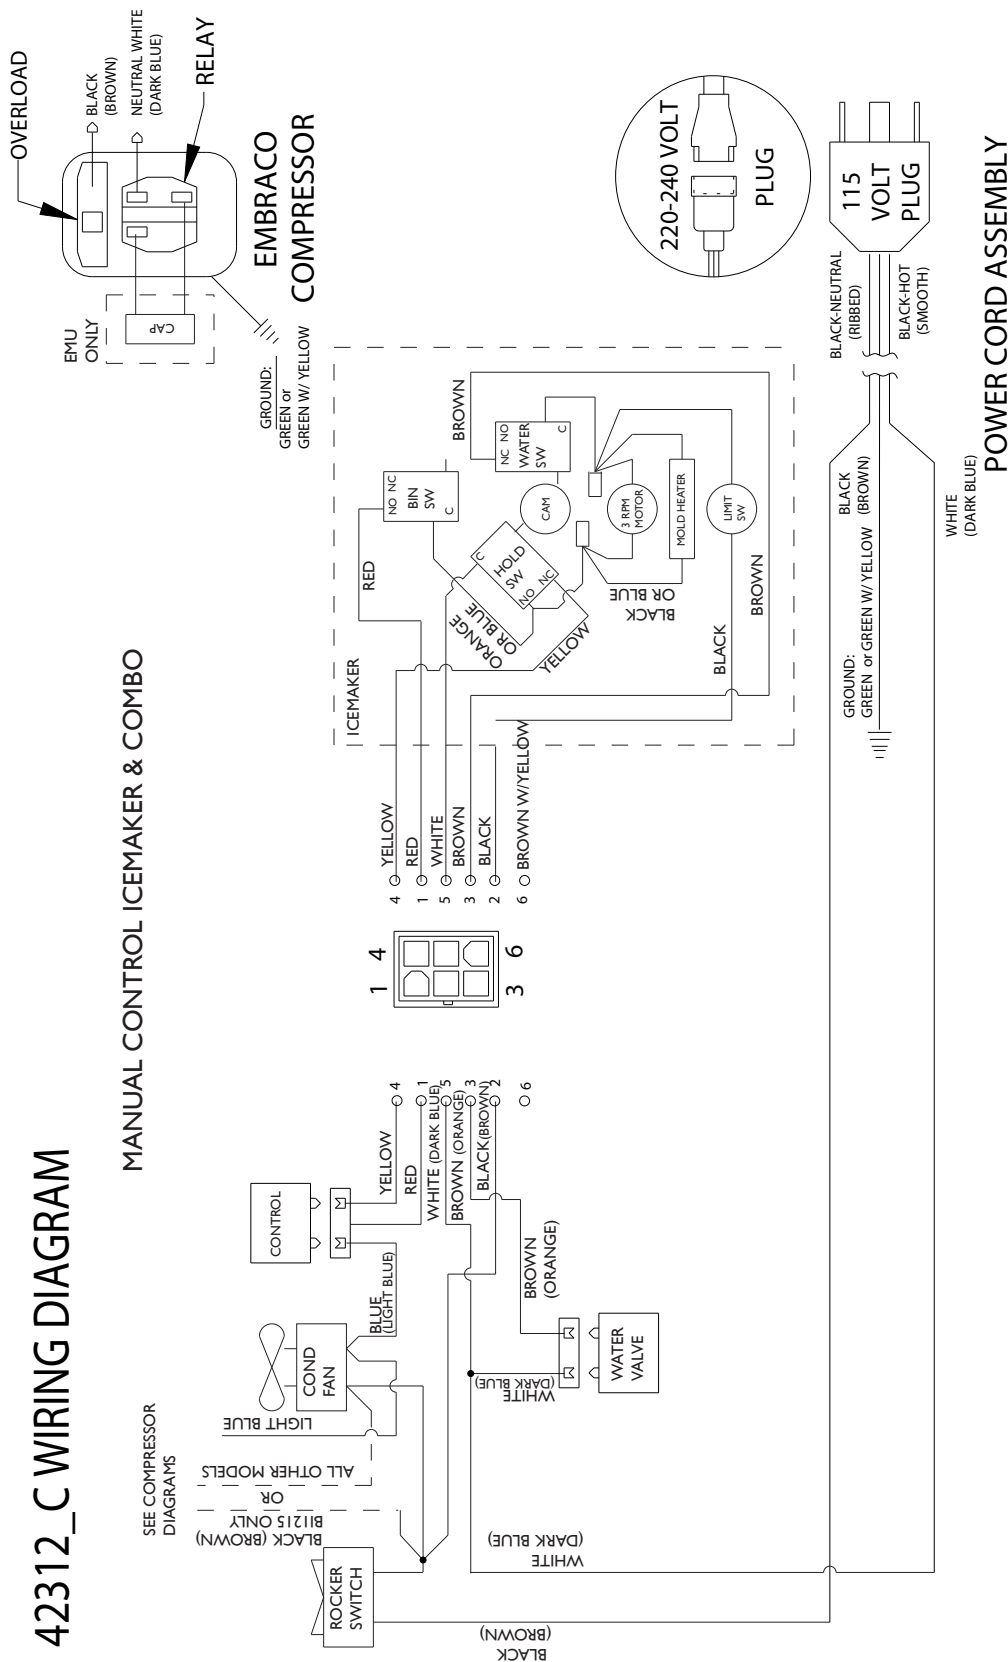 42312_C WIRING DIAGRAM
MANUAL CONTROL ICEMAKER & COMBO
SEE COMPRESSOR
DIAGRAMS
ROCKER
SWITCH
BLACK (BROWN)
BI1215 ONLY
OR
ALL OTHER MODELS
LIGHT BLUE
COND
FAN
CONTROL
BLUE
(LIGHT BLUE)
YELLOW
RED
WHITE (DARK BLUE)
BROWN (ORANGE)
BLACK (BROWN)
4
1
5
3
2
6
BROWN
(ORANGE)
WHITE
(DARK BLUE)
WATER
VALVE
WHITE
(DARK BLUE)
BLACK
(BROWN)
1 4
3 6
4
1
5
3
2
6
YELLOW
RED
WHITE
BROWN
BLACK
BROWN W/YELLOW
ICEMAKER
RED
ORANGE
OR BLUE
YELLOW
NO NC
BIN
SW
C
C
HOLD
SW
NO NC
CAM
NC NO
WATER
SW
C
BROWN
3 RPM
MOTOR
MOLD HEATER
LIMIT
SW
BLACK
OR BLUE
BLACK
BROWN
OVERLOAD
BLACK
(BROWN)
NEUTRAL WHITE
(DARK BLUE)
RELAY
EMBRACO
COMPRESSOR
EMU
ONLY
CAP
GROUND:
GREEN or
GREEN W/ YELLOW
220-240 VOLT
PLUG
115
VOLT
PLUG
BLACK-NEUTRAL
(RIBBED)
BLACK-HOT
(SMOOTH)
BLACK
(BROWN)
GROUND:
GREEN or GREEN W/ YELLOW
WHITE
(DARK BLUE)
POWER CORD ASSEMBLY